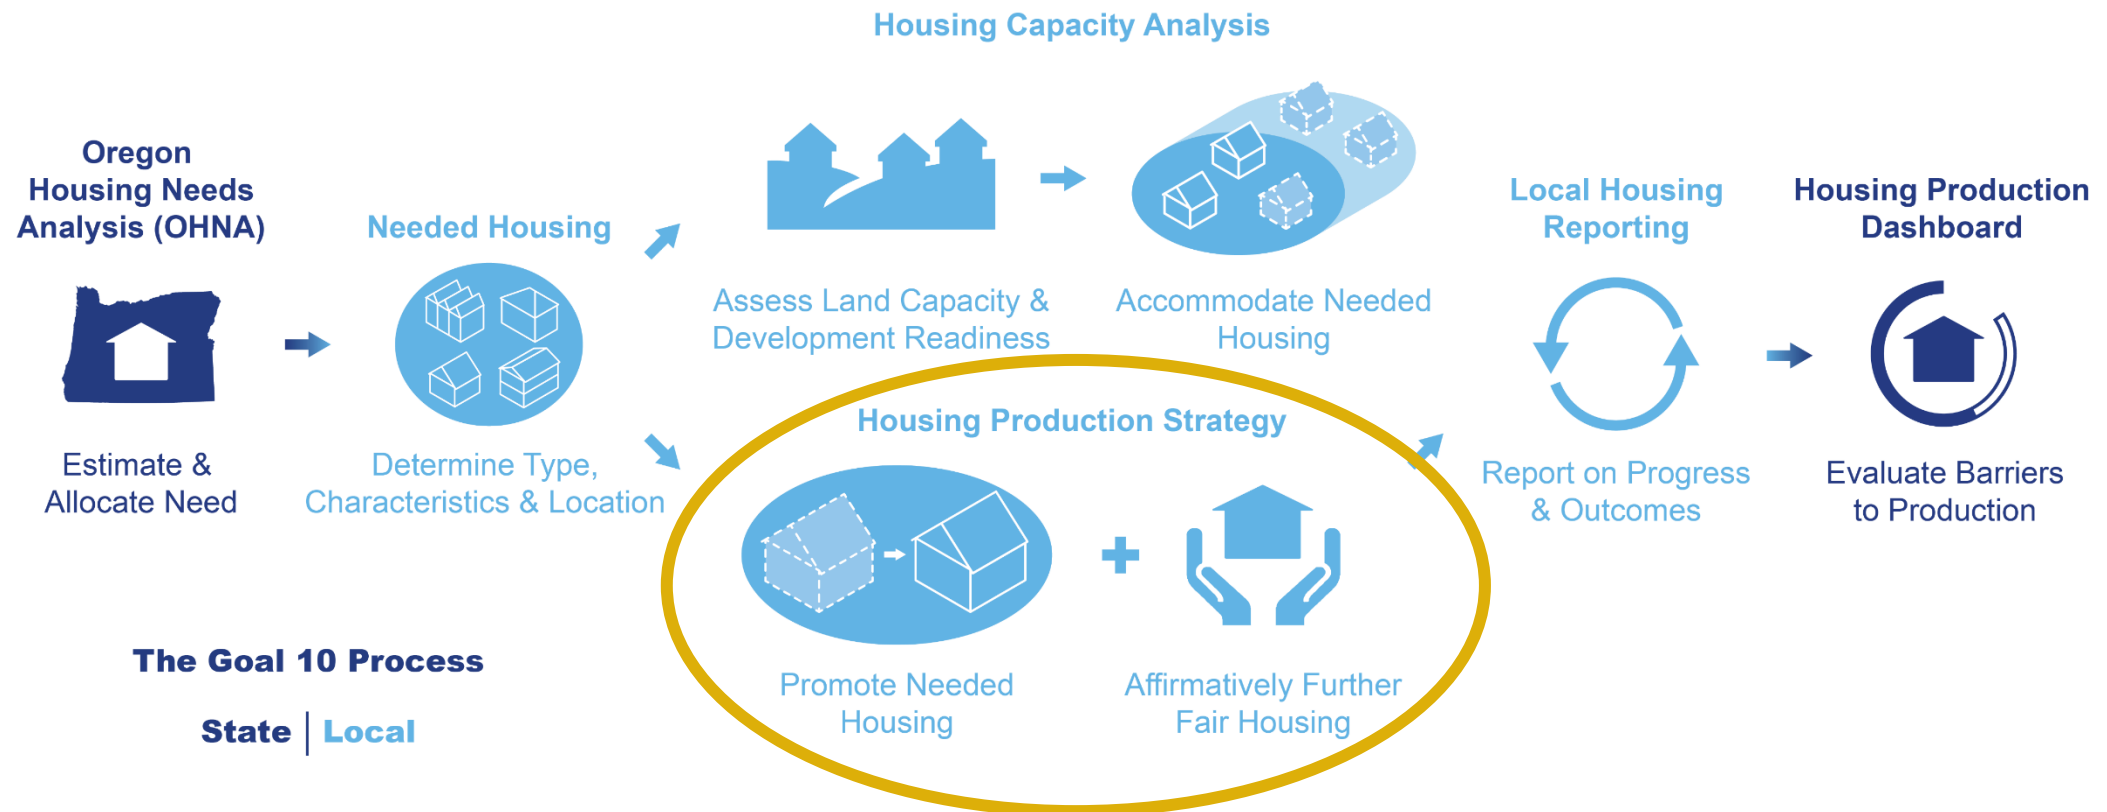 Housing Capacity Analysis
Oregon
Housing Needs
Analysis (OHNA)
Estimate &
Allocate Need
Needed Housing
Determine Type,
Characteristics & Location
Assess Land Capacity &
Development Readiness
Accommodate Needed
Housing
Housing Production Strategy
Promote Needed
Housing
Affirmatively Further
Fair Housing
Local Housing
Reporting
Report on Progress
& Outcomes
Housing Production
Dashboard
Evaluate Barriers
to Production
The Goal 10 Process
State | Local